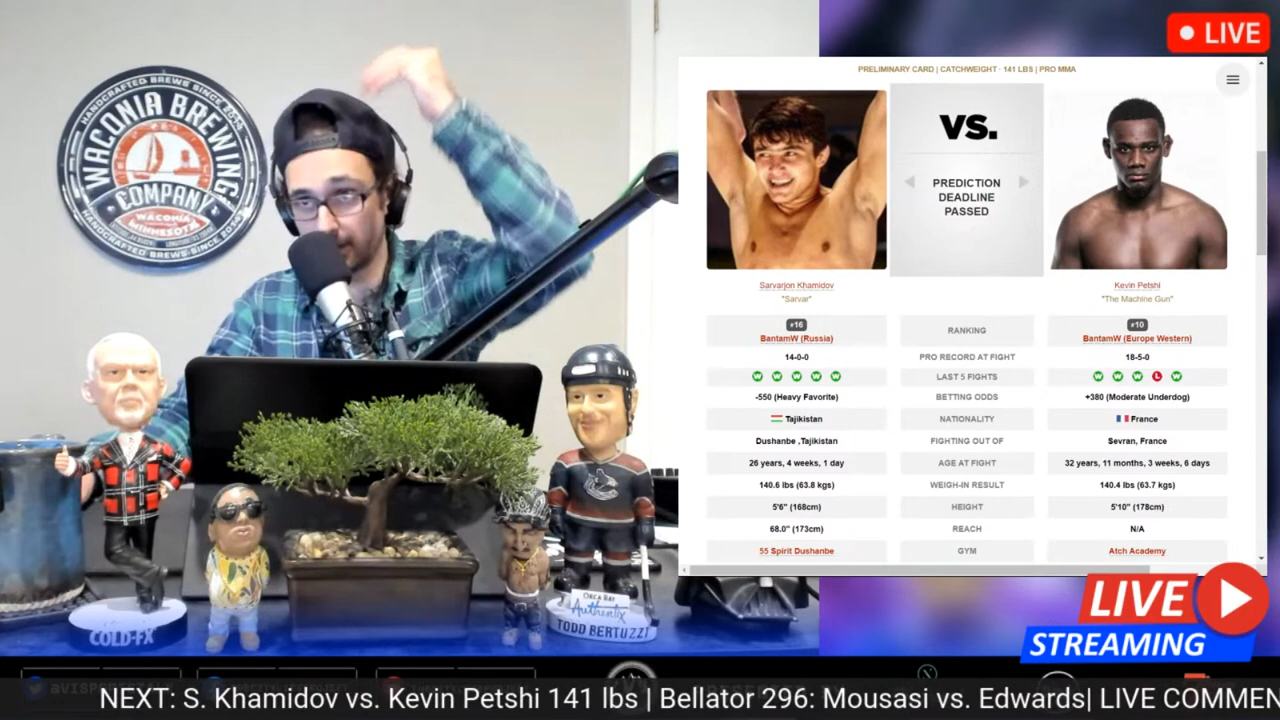 LIVE
PRELIMINARY CARD | CATCHWEIGHT · 141 LBS | PRO MMA
HANDCRAFTED BREWS SINCE
WACONIA BREWING
COMPANY
WACONIA
MINNESOTA
HANDCRAFTED BREWS SINCE
VS.
PREDICTION
DEADLINE
PASSED
Sarvarjon Khamidov
Kevin Petshi
"Sarvar"
"The Machine Gun"
#16
BantamW (Russia)
RANKING
#10
BantamW (Europe Western)
14-0-0
PRO RECORD AT FIGHT
18-5-0
W W W W W
LAST 5 FIGHTS
W W W L W
-550 (Heavy Favorite)
BETTING ODDS
+380 (Moderate Underdog)
Tajikistan
NATIONALITY
France
Dushanbe ,Tajikistan
FIGHTING OUT OF
Sevran, France
26 years, 4 weeks, 1 day
AGE AT FIGHT
32 years, 11 months, 3 weeks, 6 days
140.6 lbs (63.8 kgs)
WEIGH-IN RESULT
140.4 lbs (63.7 kgs)
5'6" (168cm)
HEIGHT
5'10" (178cm)
68.0" (173cm)
REACH
N/A
55 Spirit Dushanbe
GYM
Atch Academy
COLD-FX
ORCA BAY
Authentix
TODD BERTUZZI
LIVE
STREAMING
NEXT: S. Khamidov vs. Kevin Petshi 141 lbs | Bellator 296: Mousasi vs. Edwards| LIVE COMMEN